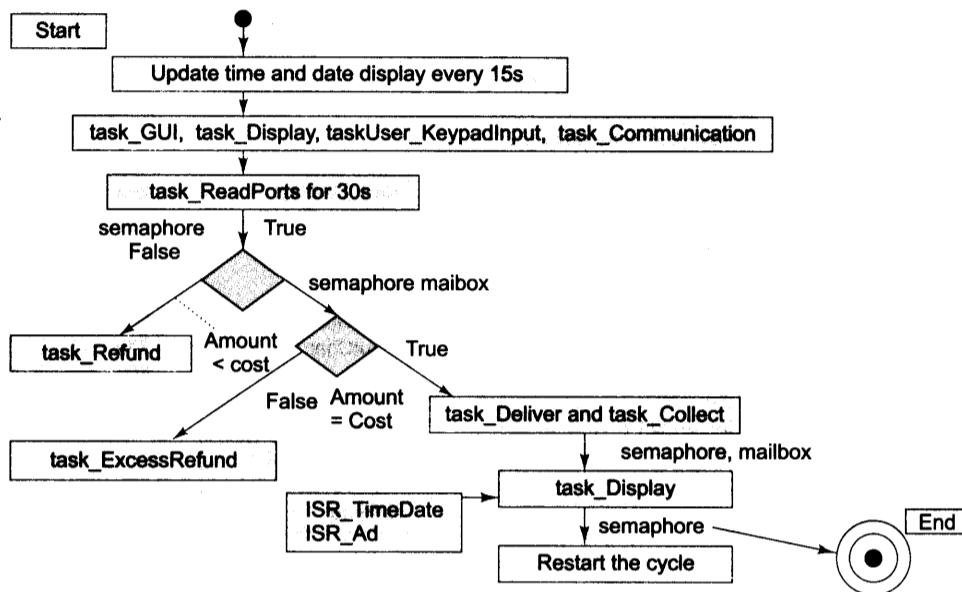 Start
Update time and date display every 15s
task_GUI, task_Display, taskUser_KeypadInput, task_Communication
task_ReadPorts for 30s
semaphore
False
True
semaphore maibox
task_Refund
Amount
< cost
True
False
Amount
= Cost
task_Deliver and task_Collect
task_ExcessRefund
semaphore, mailbox
task_Display
ISR_TimeDate
ISR_Ad
semaphore
End
Restart the cycle